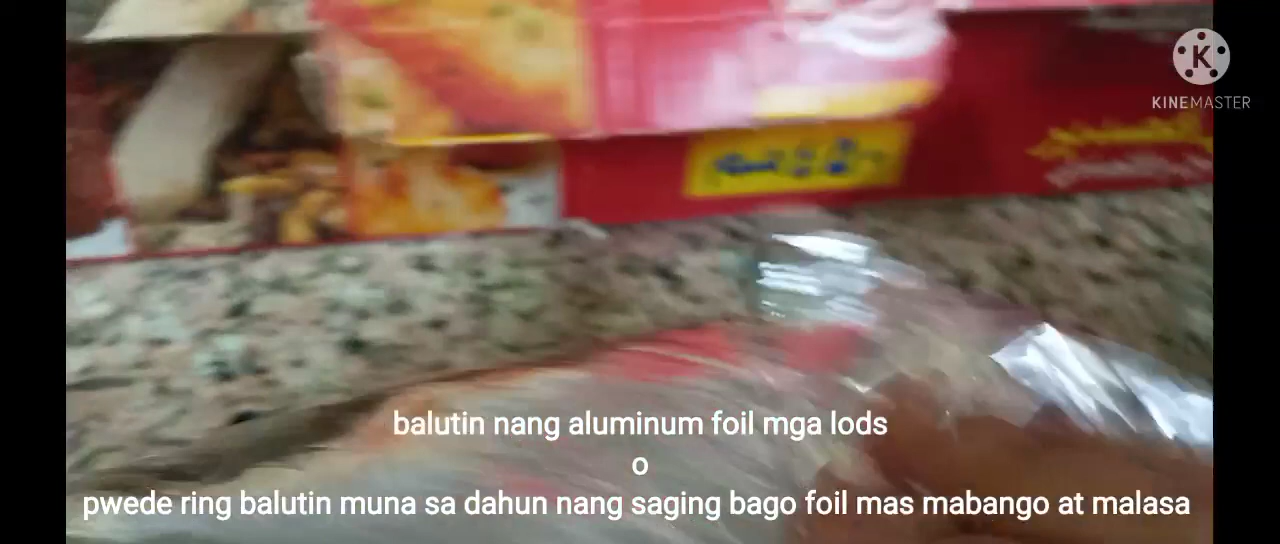 K
KINEMASTER
balutin nang aluminum foil mga lods
o
pwede ring balutin muna sa dahun nang saging bago foil mas mabango at malasa